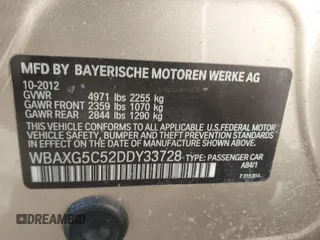 MFD BY BAYERISCHE MOTOREN WERKE AG
10-2012
GVWR 4971 lbs 2255 kg
GAWR FRONT 2359 lbs 1070 kg
GAWR REAR 2844 lbs 1290 kg
THIS VEHICLE CONFORMS TO ALL APPLICABLE U.S. FEDERAL MOTOR
VEHICLE SAFETY, BUMPER AND THEFT PREVENTION STANDARDS
IN EFFECT ON THE DATE OF MANUFACTURE SHOWN ABOVE.
WBAXG5C52DDY33728 TYPE: PASSENGER CAR
A84/1
DREAMBID